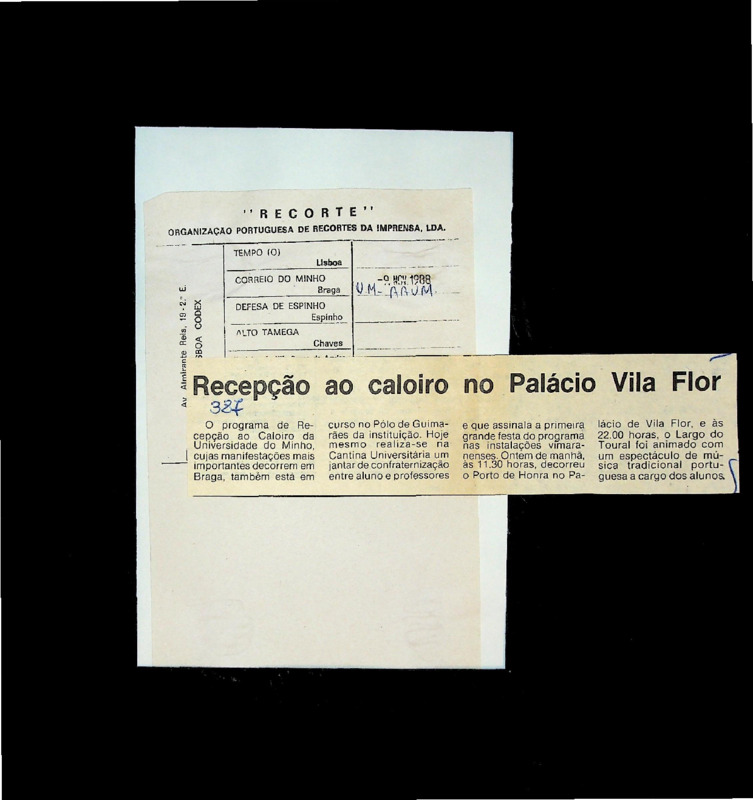 "RECORTE"
ORGANIZAÇÃO PORTUGUESA DE RECORTES DA IMPRENSA, LDA.
Av Almirante Reis, 19-2.º E.
SBOA CODEX
TEMPO (O)
Lisboa
CORREIO DO MINHO
Braga
-9 NOV. 1988
UM-AAUM.
DEFESA DE ESPINHO
Espinho
ALTO TAMEGA
Chaves
Recepção ao caloiro no Palácio Vila Flor
327
O programa de Re-
cepção ao Caloiro da
Universidade do Minho,
cujas manifestações mais
importantes decorrem em
Braga, também está em
curso no Pólo de Guima-
rães da instituição. Hoje
mesmo realiza-se na
Cantina Universitária um
jantar de confraternização
entre aluno e professores
e que assinala a primeira
grande festa do programa
nas instalações vimara-
nenses. Ontem de manhã,
às 11.30 horas, decorreu
o Porto de Honra no Pa-
lácio de Vila Flor, e às
22.00 horas, o Largo do
Toural foi animado com
um espectáculo de mú-
sica tradicional portu-
guesa a cargo dos alunos.